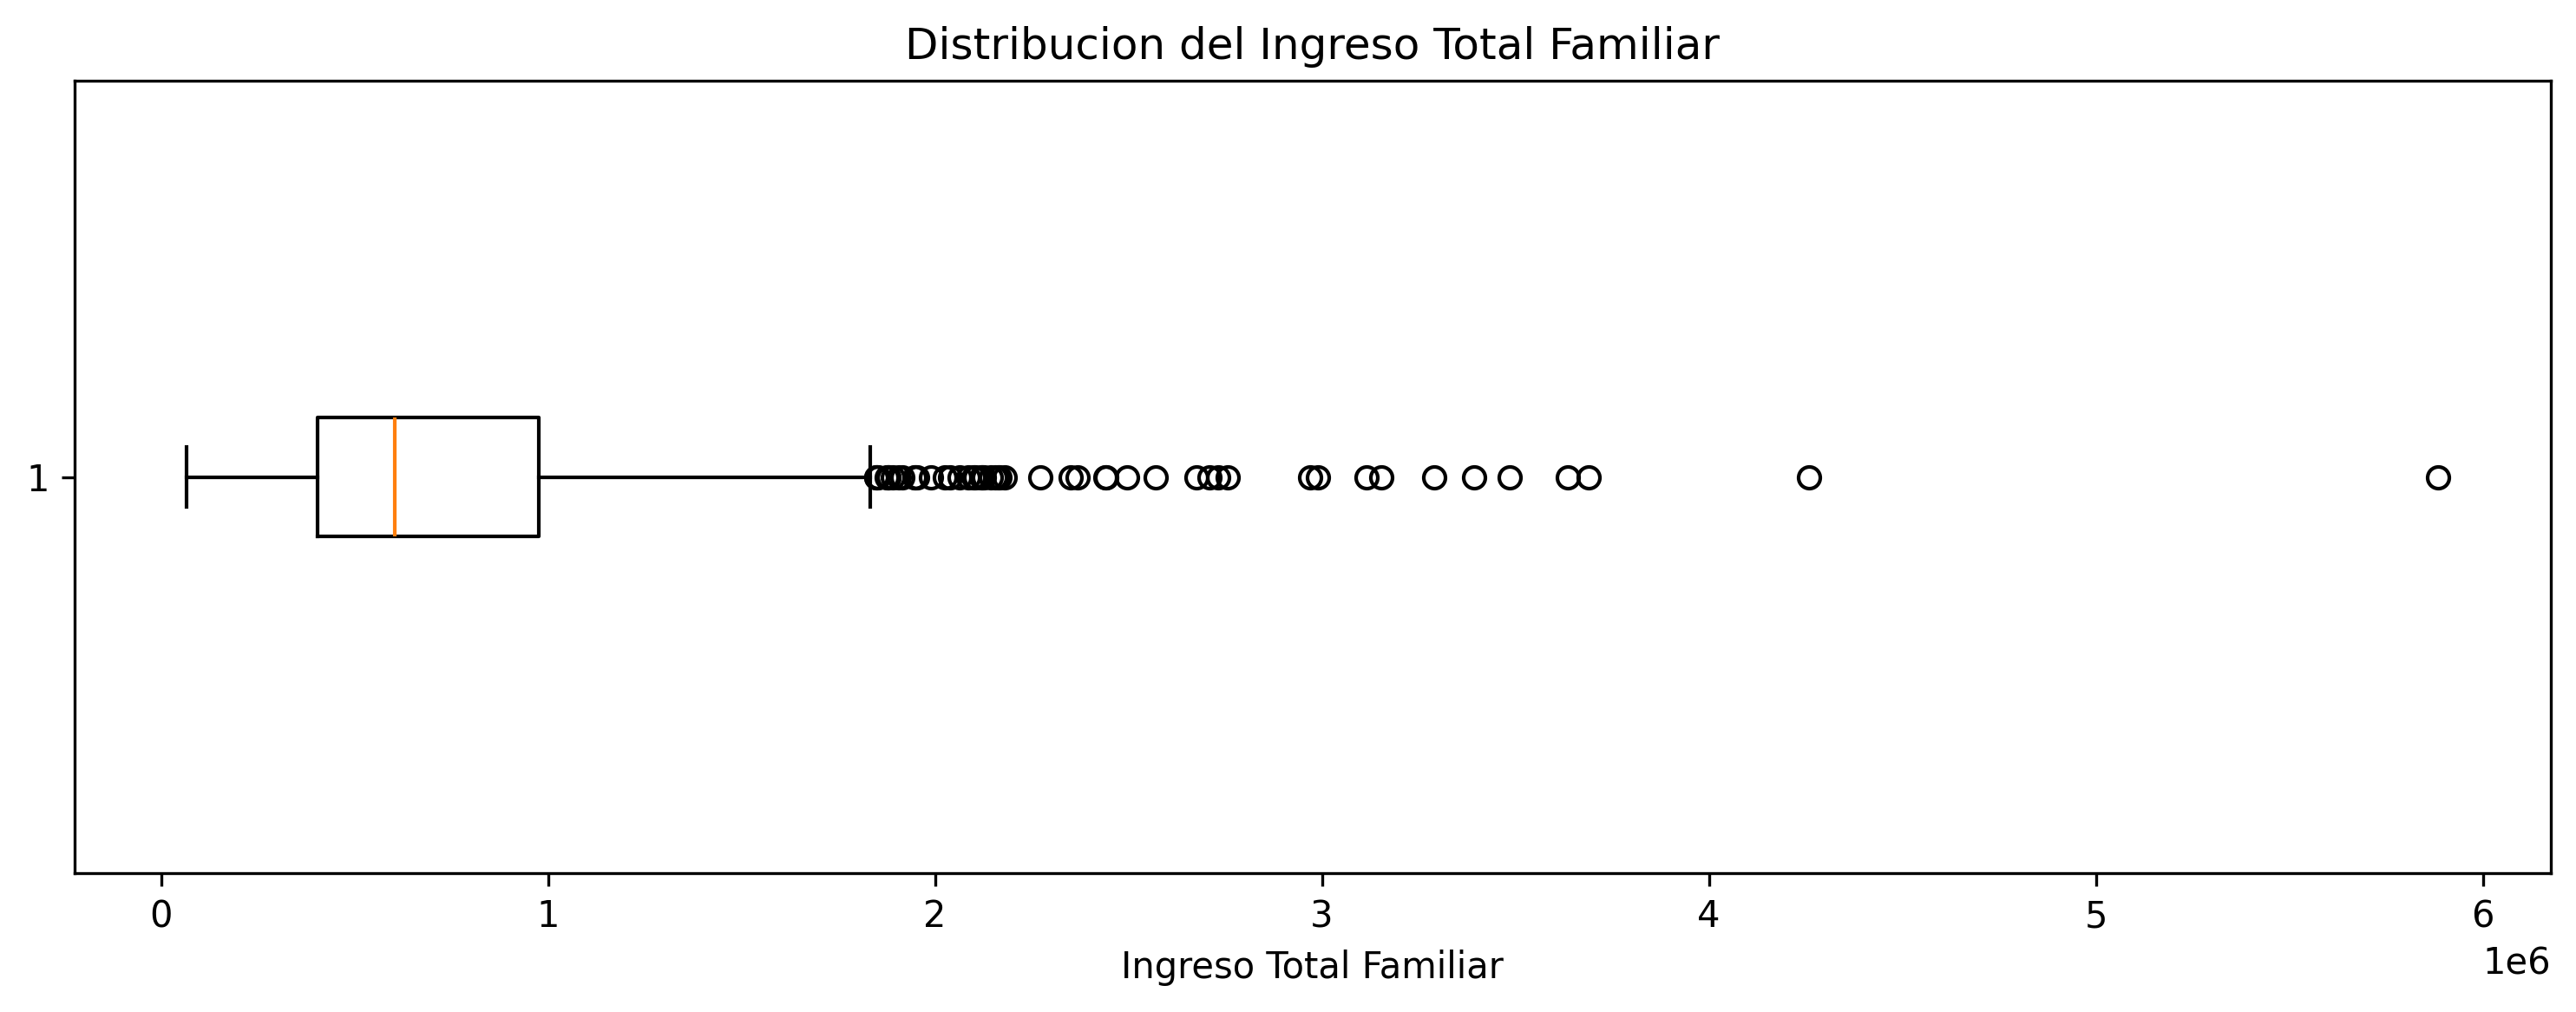 Distribucion del Ingreso Total Familiar
1
0 1 2 3 4 5 6
1e6
Ingreso Total Familiar